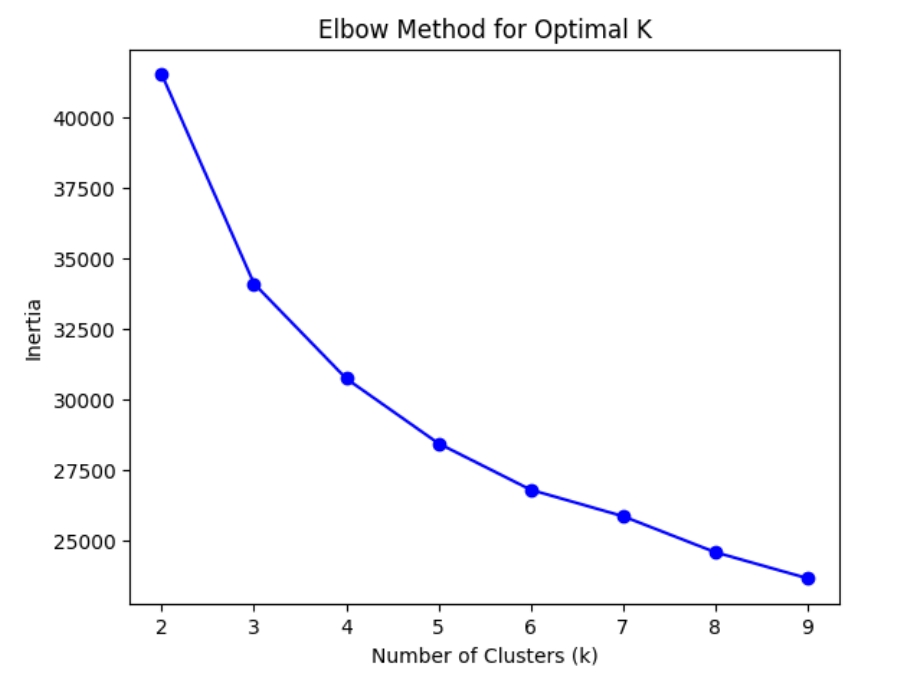 Elbow Method for Optimal K
40000
37500
35000
32500
30000
27500
25000
Inertia
2 3 4 5 6 7 8 9
Number of Clusters (k)